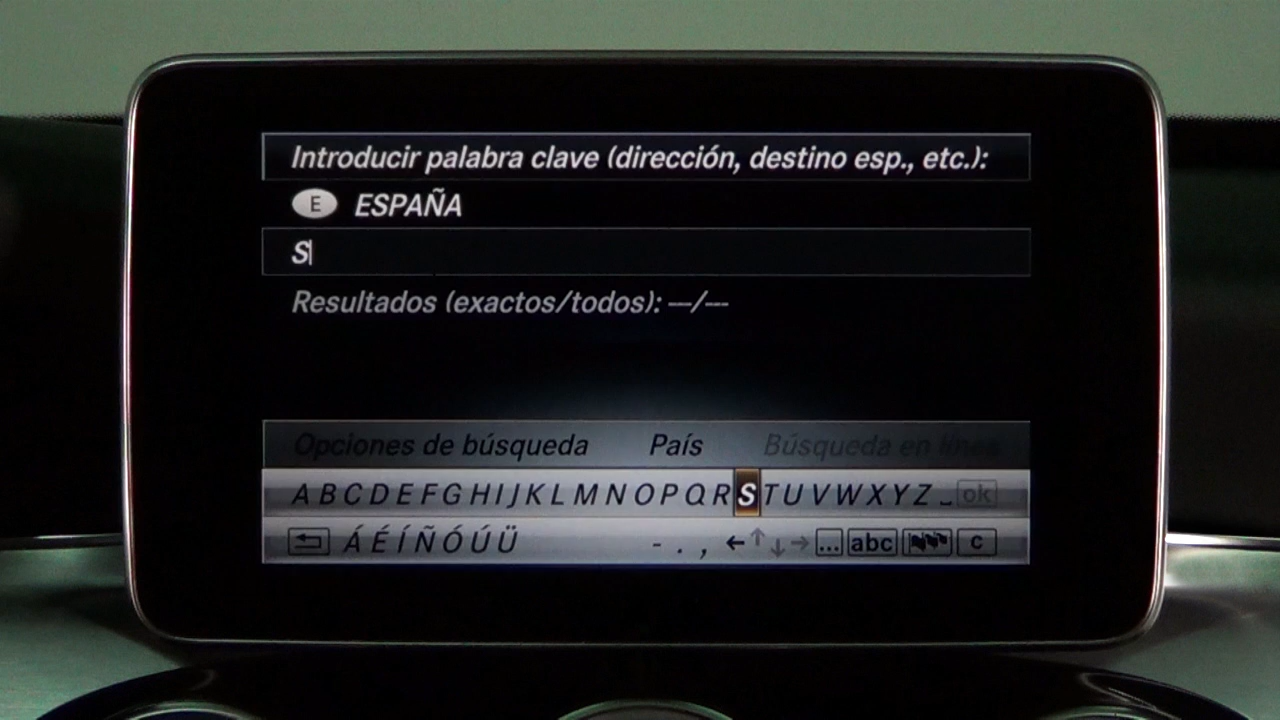 Introducir palabra clave (dirección, destino esp., etc.):
E ESPAÑA
S
Resultados (exactos/todos): ---/---
Opciones de búsqueda País Búsqueda en línea
A B C D E F G H I J K L M N O P Q R S T U V W X Y Z _ ok
Á É Í Ñ Ó Ú Ü - . , ← ↑ ↓ → ... abc c